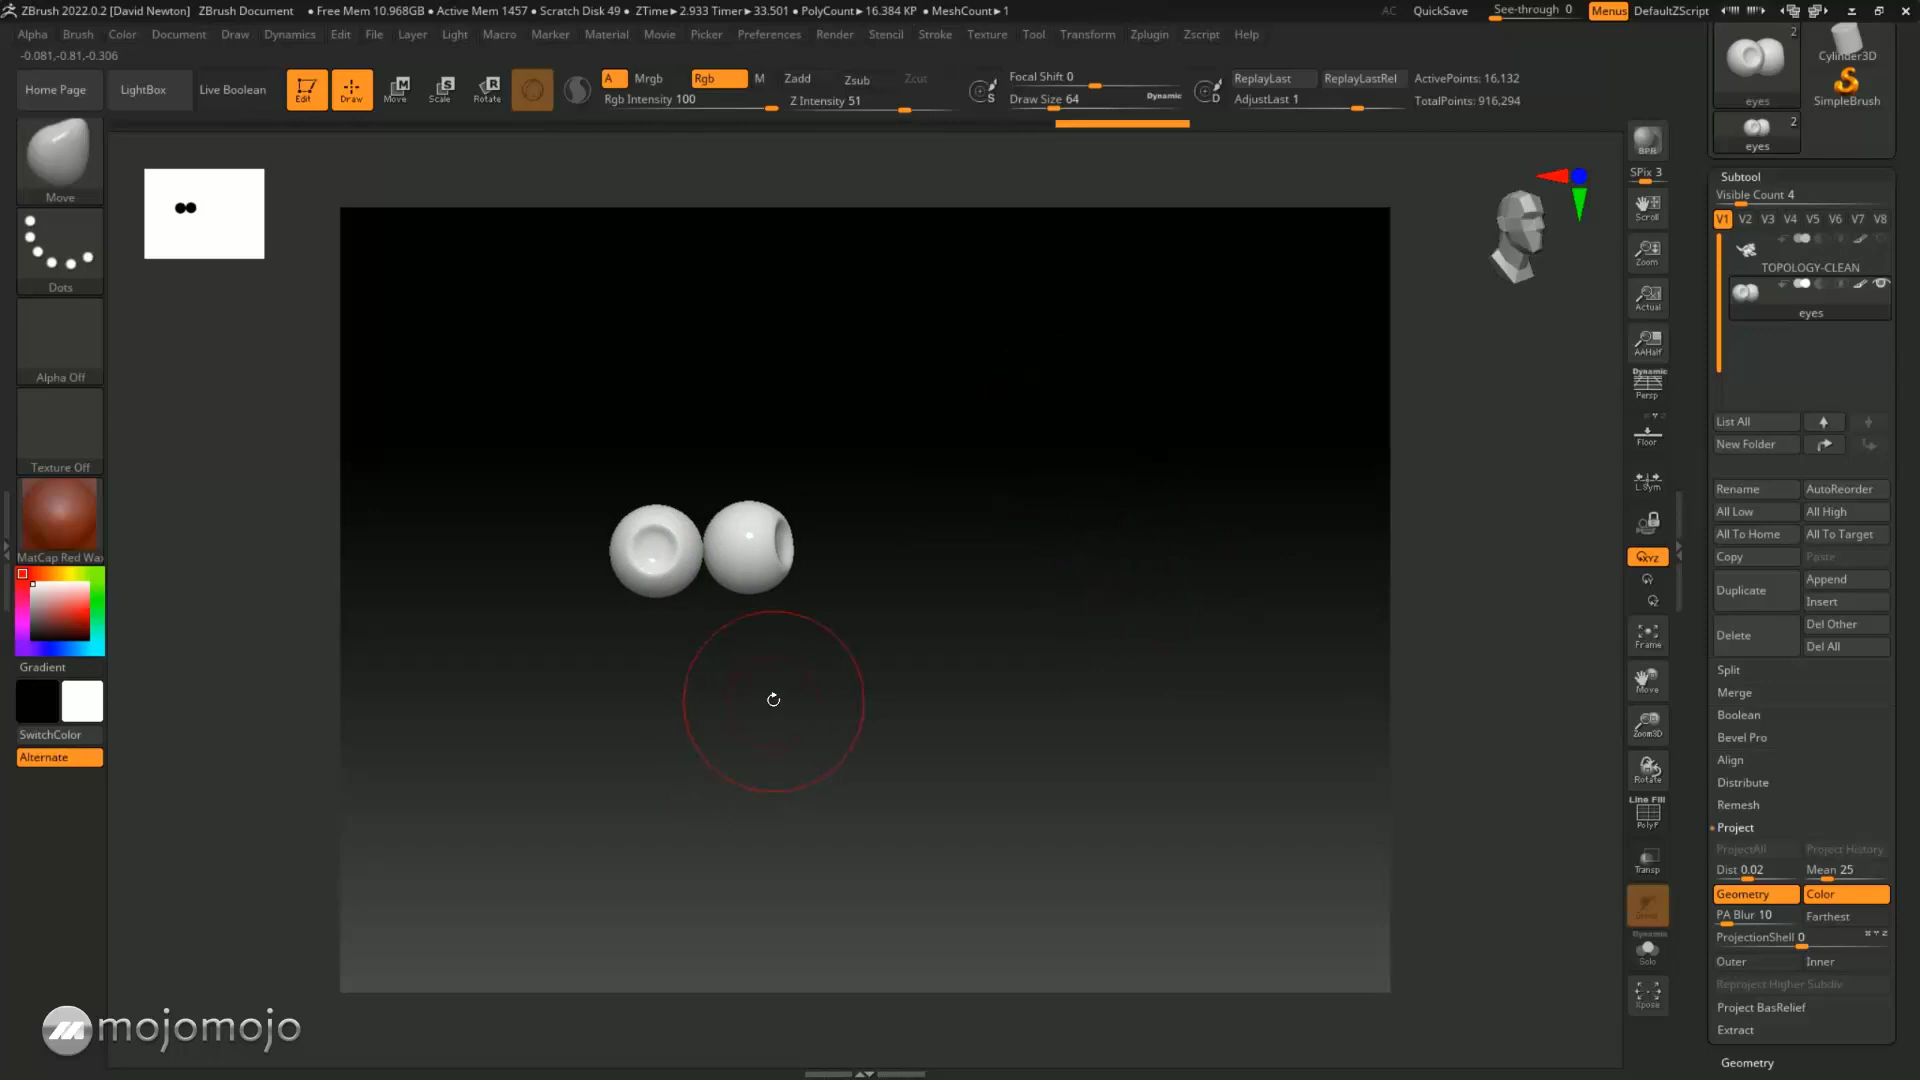 ZBrush 2022.0.2 [David Newton] ZBrush Document • Free Mem 10.968GB • Active Mem 1457 • Scratch Disk 49 • ZTime▸2.933 Timer▸33.501 • PolyCount▸16.384 KP • MeshCount▸1 AC QuickSave See-through 0 Menus DefaultZScript
Alpha Brush Color Document Draw Dynamics Edit File Layer Light Macro Marker Material Movie Picker Preferences Render Stencil Stroke Texture Tool Transform Zplugin Zscript Help
-0.081,-0.81,-0.306
Home Page LightBox Live Boolean Edit Draw Move Scale Rotate
A Mrgb Rgb M Zadd Zsub Zcut
Rgb Intensity 100 Z Intensity 51
Focal Shift 0
Draw Size 64 Dynamic
ReplayLast ReplayLastRel ActivePoints: 16,132
AdjustLast 1 TotalPoints: 916,294
Move
Dots
Alpha Off
Texture Off
MatCap Red Wax
Gradient
SwitchColor
Alternate
BPR
SPix 3
Scroll
Zoom
Actual
AAHalf
Dynamic
Persp
Floor
L.Sym
XYZ
Frame
Move
Zoom3D
Rotate
Line Fill
PolyF
Transp
Dynamic
Solo
Xpose
2
eyes
Cylinder3D
SimpleBrush
2
eyes
Subtool
Visible Count 4
V1 V2 V3 V4 V5 V6 V7 V8
TOPOLOGY-CLEAN
eyes
List All
New Folder
Rename AutoReorder
All Low All High
All To Home All To Target
Copy Paste
Duplicate Append
Insert
Delete Del Other
Del All
Split
Merge
Boolean
Bevel Pro
Align
Distribute
Remesh
Project
ProjectAll Project History
Dist 0.02 Mean 25
Geometry Color
PA Blur 10 Farthest
ProjectionShell 0
Outer Inner
Reproject Higher Subdiv
Project BasRelief
Extract
Geometry
mojomojo